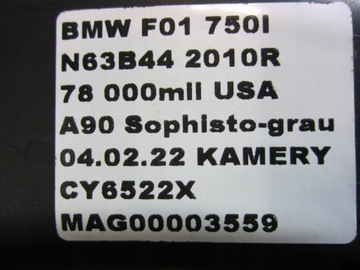 BMW F01 750I
N63B44 2010R
78 000mil USA
A90 Sophisto-grau
04.02.22 KAMERY
CY6522X
MAG00003559